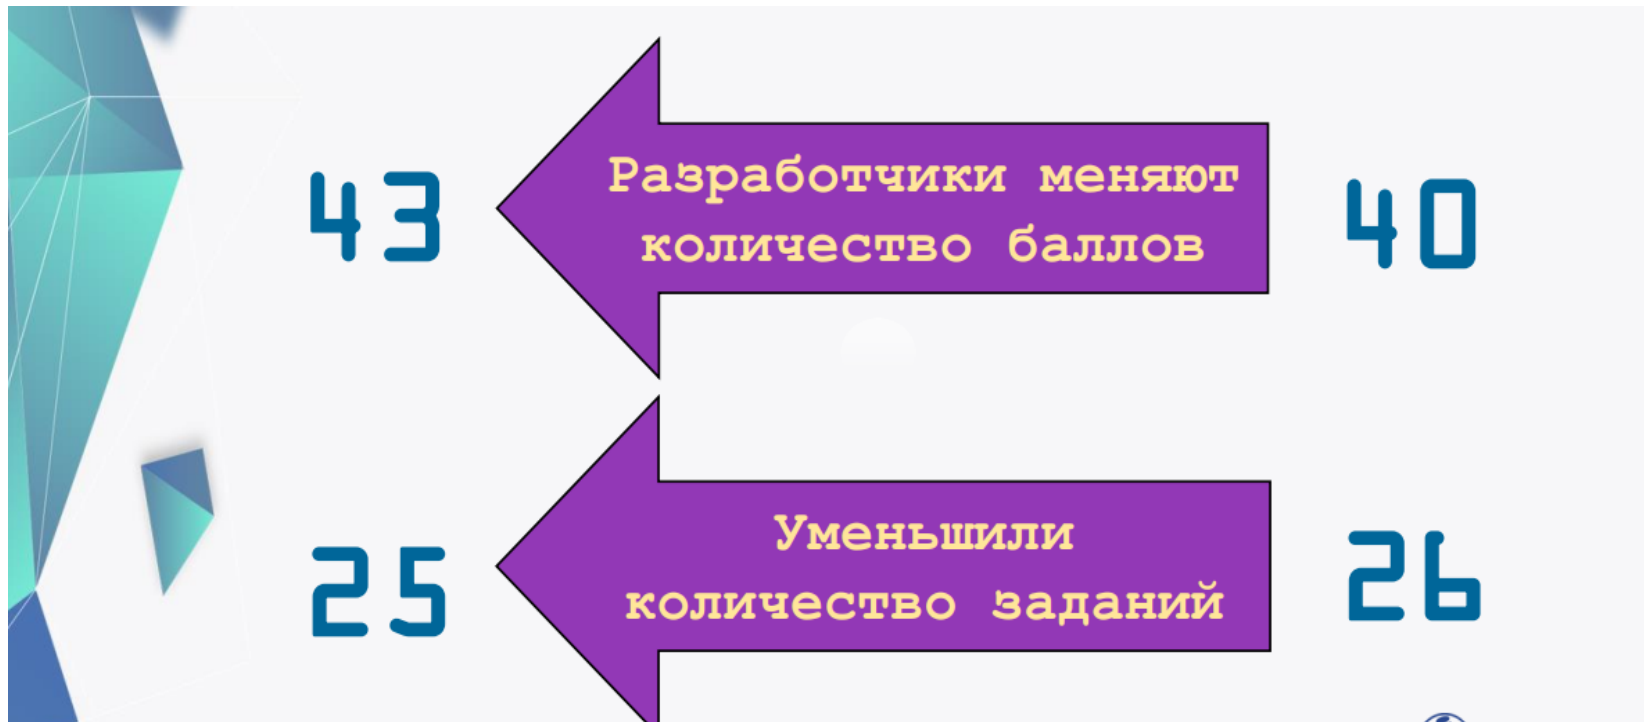 43
Разработчики меняют
количество баллов
40
25
Уменьшили
количество заданий
26